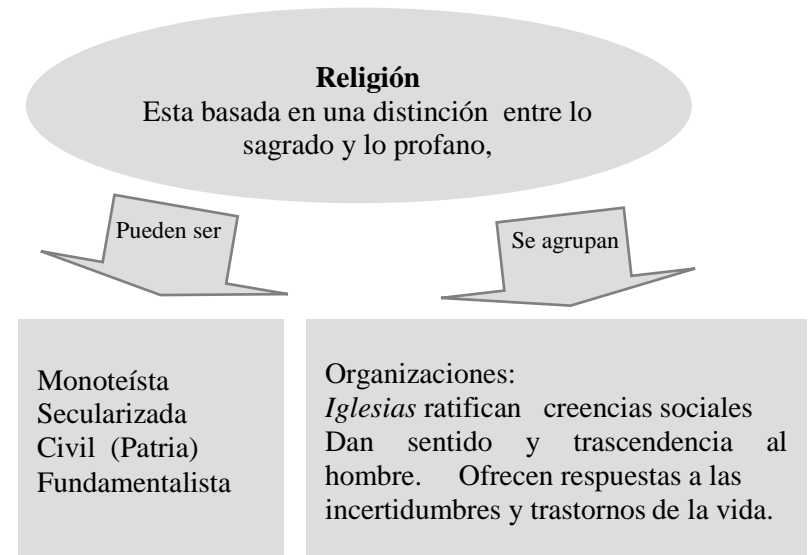 Religión
Esta basada en una distinción entre lo
sagrado y lo profano,
Pueden ser
Se agrupan
Monoteísta
Secularizada
Civil (Patria)
Fundamentalista
Organizaciones:
Iglesias ratifican creencias sociales
Dan sentido y trascendencia al
hombre. Ofrecen respuestas a las
incertidumbres y trastornos de la vida.